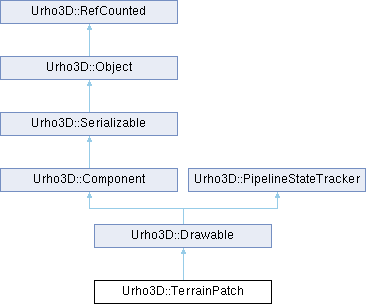 Urho3D::RefCounted
Urho3D::Object
Urho3D::Serializable
Urho3D::Component
Urho3D::PipelineStateTracker
Urho3D::Drawable
Urho3D::TerrainPatch